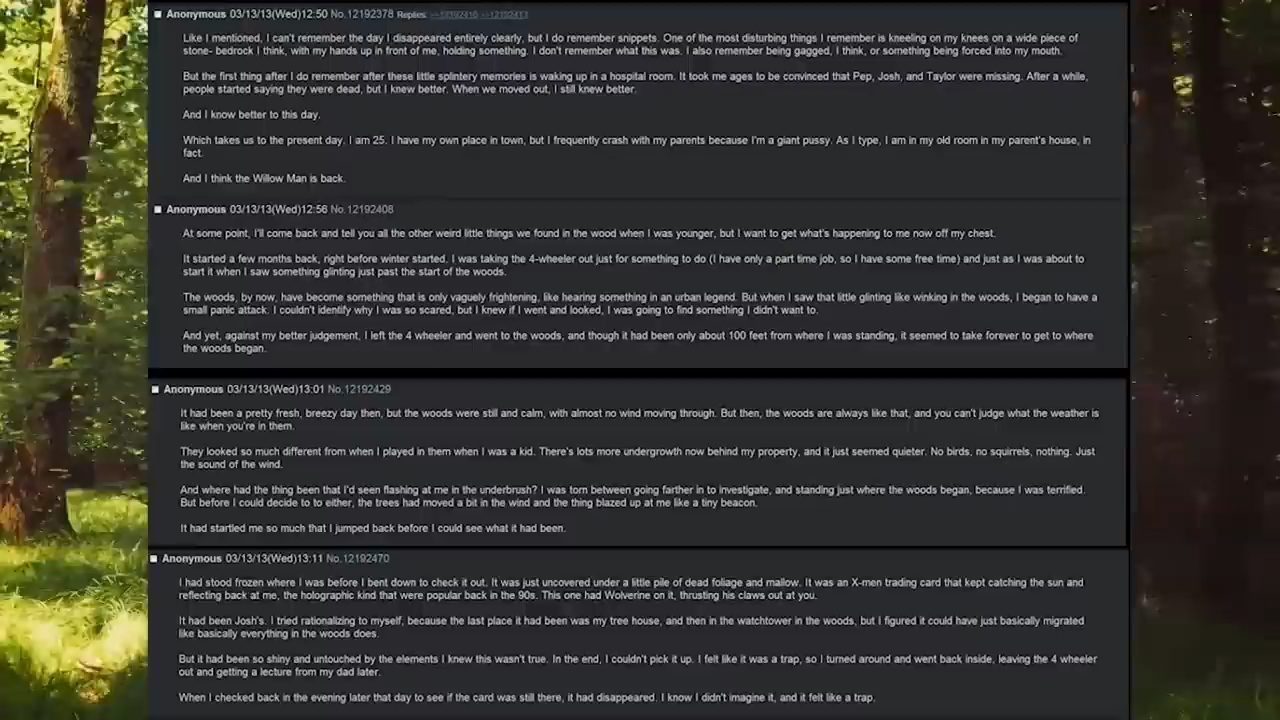 Anonymous 03/13/13(Wed)12:50 No.12192378 Replies: >>12192416 >>12192413
Like I mentioned, I can't remember the day I disappeared entirely clearly, but I do remember snippets. One of the most disturbing things I remember is kneeling on my knees on a wide piece of
stone- bedrock I think, with my hands up in front of me, holding something. I don't remember what this was. I also remember being gagged, I think, or something being forced into my mouth.
But the first thing after I do remember after these little splintery memories is waking up in a hospital room. It took me ages to be convinced that Pep, Josh, and Taylor were missing. After a while,
people started saying they were dead, but I knew better. When we moved out, I still knew better.
And I know better to this day.
Which takes us to the present day. I am 25. I have my own place in town, but I frequently crash with my parents because I'm a giant pussy. As I type, I am in my old room in my parent's house, in
fact.
And I think the Willow Man is back.
Anonymous 03/13/13(Wed)12:56 No.12192408
At some point, I'll come back and tell you all the other weird little things we found in the wood when I was younger, but I want to get what's happening to me now off my chest.
It started a few months back, right before winter started. I was taking the 4-wheeler out just for something to do (I have only a part time job, so I have some free time) and just as I was about to
start it when I saw something glinting just past the start of the woods.
The woods, by now, have become something that is only vaguely frightening, like hearing something in an urban legend. But when I saw that little glinting like winking in the woods, I began to have a
small panic attack. I couldn't identify why I was so scared, but I knew if I went and looked, I was going to find something I didn't want to.
And yet, against my better judgement, I left the 4 wheeler and went to the woods, and though it had been only about 100 feet from where I was standing, it seemed to take forever to get to where
the woods began.
Anonymous 03/13/13(Wed)13:01 No.12192429
It had been a pretty fresh, breezy day then, but the woods were still and calm, with almost no wind moving through. But then, the woods are always like that, and you can't judge what the weather is
like when you're in them.
They looked so much different from when I played in them when I was a kid. There's lots more undergrowth now behind my property, and it just seemed quieter. No birds, no squirrels, nothing. Just
the sound of the wind.
And where had the thing been that I'd seen flashing at me in the underbrush? I was torn between going farther in to investigate, and standing just where the woods began, because I was terrified.
But before I could decide to to either, the trees had moved a bit in the wind and the thing blazed up at me like a tiny beacon.
It had startled me so much that I jumped back before I could see what it had been.
Anonymous 03/13/13(Wed)13:11 No.12192470
I had stood frozen where I was before I bent down to check it out. It was just uncovered under a little pile of dead foliage and mallow. It was an X-men trading card that kept catching the sun and
reflecting back at me, the holographic kind that were popular back in the 90s. This one had Wolverine on it, thrusting his claws out at you.
It had been Josh's. I tried rationalizing to myself, because the last place it had been was my tree house, and then in the watchtower in the woods, but I figured it could have just basically migrated
like basically everything in the woods does.
But it had been so shiny and untouched by the elements I knew this wasn't true. In the end, I couldn't pick it up. I felt like it was a trap, so I turned around and went back inside, leaving the 4 wheeler
out and getting a lecture from my dad later.
When I checked back in the evening later that day to see if the card was still there, it had disappeared. I know I didn't imagine it, and it felt like a trap.